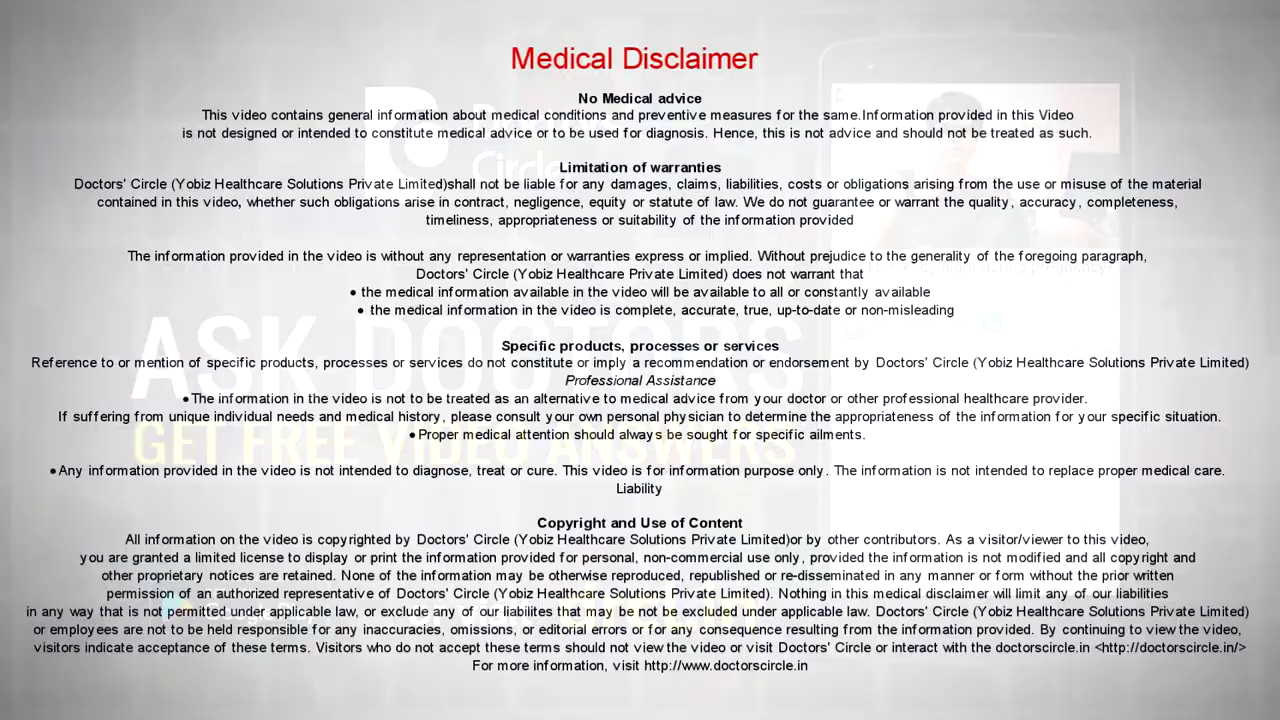 Medical Disclaimer
No Medical advice
This video contains general information about medical conditions and preventive measures for the same.Information provided in this Video
is not designed or intended to constitute medical advice or to be used for diagnosis. Hence, this is not advice and should not be treated as such.
Limitation of warranties
Doctors' Circle (Yobiz Healthcare Solutions Private Limited)shall not be liable for any damages, claims, liabilities, costs or obligations arising from the use or misuse of the material
contained in this video, whether such obligations arise in contract, negligence, equity or statute of law. We do not guarantee or warrant the quality, accuracy, completeness,
timeliness, appropriateness or suitability of the information provided
The information provided in the video is without any representation or warranties express or implied. Without prejudice to the generality of the foregoing paragraph,
Doctors' Circle (Yobiz Healthcare Private Limited) does not warrant that
• the medical information available in the video will be available to all or constantly available
• the medical information in the video is complete, accurate, true, up-to-date or non-misleading
Specific products, processes or services
Reference to or mention of specific products, processes or services do not constitute or imply a recommendation or endorsement by Doctors' Circle (Yobiz Healthcare Solutions Private Limited)
Professional Assistance
•The information in the video is not to be treated as an alternative to medical advice from your doctor or other professional healthcare provider.
If suffering from unique individual needs and medical history, please consult your own personal physician to determine the appropriateness of the information for your specific situation.
•Proper medical attention should always be sought for specific ailments.
•Any information provided in the video is not intended to diagnose, treat or cure. This video is for information purpose only. The information is not intended to replace proper medical care.
Liability
Copyright and Use of Content
All information on the video is copyrighted by Doctors' Circle (Yobiz Healthcare Solutions Private Limited)or by other contributors. As a visitor/viewer to this video,
you are granted a limited license to display or print the information provided for personal, non-commercial use only, provided the information is not modified and all copyright and
other proprietary notices are retained. None of the information may be otherwise reproduced, republished or re-disseminated in any manner or form without the prior written
permission of an authorized representative of Doctors' Circle (Yobiz Healthcare Solutions Private Limited). Nothing in this medical disclaimer will limit any of our liabilities
in any way that is not permitted under applicable law, or exclude any of our liabilites that may be not be excluded under applicable law. Doctors' Circle (Yobiz Healthcare Solutions Private Limited)
or employees are not to be held responsible for any inaccuracies, omissions, or editorial errors or for any consequence resulting from the information provided. By continuing to view the video,
visitors indicate acceptance of these terms. Visitors who do not accept these terms should not view the video or visit Doctors' Circle or interact with the doctorscircle.in <http://doctorscircle.in/>
For more information, visit http://www.doctorscircle.in
ASK DOCTORS
GET FREE VIDEO ANSWERS